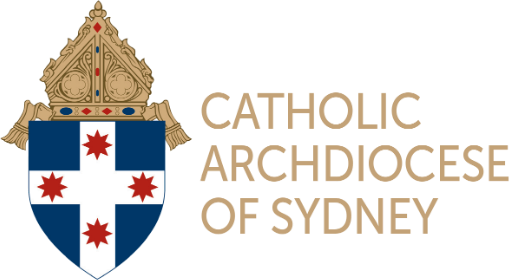 CATHOLIC
ARCHDIOCESE
OF SYDNEY